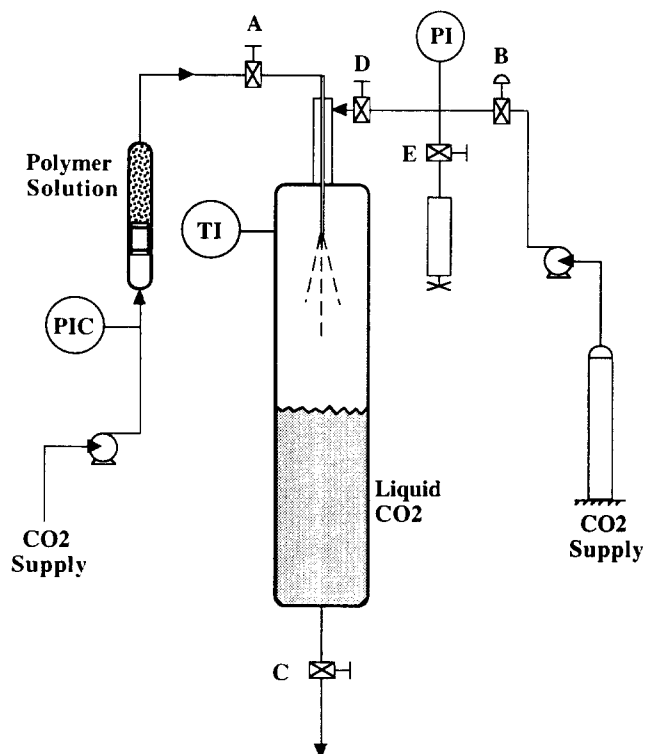 A
PI
B
D
Polymer
Solution
E
TI
PIC
Liquid
CO2
CO2
Supply
CO2
Supply
C